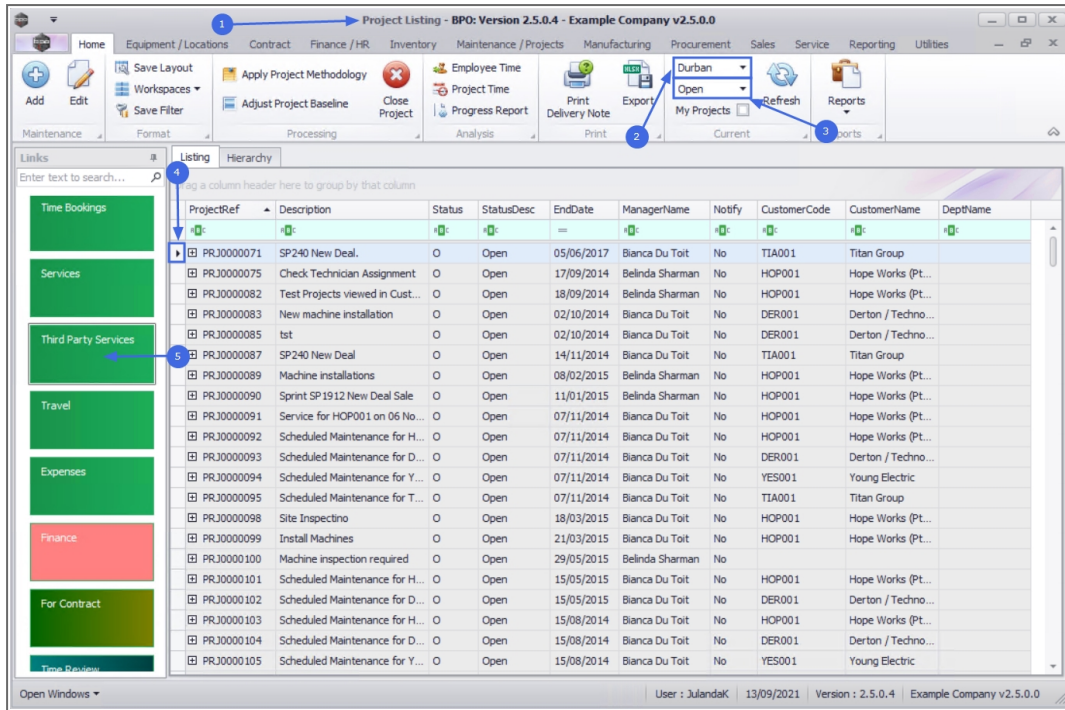 1
Project Listing - BPO: Version 2.5.0.4 - Example Company v2.5.0.0
Home Equipment / Locations Contract Finance / HR Inventory Maintenance / Projects Manufacturing Procurement Sales Service Reporting Utilities
Add
Edit
Maintenance
Save Layout
Workspaces
Save Filter
Format
Apply Project Methodology
Adjust Project Baseline
Close
Project
Processing
Employee Time
Project Time
Progress Report
Analysis
Print
Delivery Note
Export
Print
2
Durban
Open
My Projects
Refresh
Current
3
Reports
Links
Enter text to search...
Time Bookings
Services
Third Party Services
Travel
Expenses
Finance
For Contract
Time Review
4
5
Listing Hierarchy
Drag a column header here to group by that column
ProjectRef Description Status StatusDesc EndDate ManagerName Notify CustomerCode CustomerName DeptName
PRJ0000071 SP240 New Deal. O Open 05/06/2017 Bianca Du Toit No TIA001 Titan Group
PRJ0000075 Check Technician Assignment O Open 17/09/2014 Belinda Sharman No HOP001 Hope Works (Pt...
PRJ0000082 Test Projects viewed in Cust... O Open 18/09/2014 Belinda Sharman No HOP001 Hope Works (Pt...
PRJ0000083 New machine installation O Open 02/10/2014 Bianca Du Toit No DER001 Derton / Techno...
PRJ0000085 tst O Open 02/10/2014 Bianca Du Toit No DER001 Derton / Techno...
PRJ0000087 SP240 New Deal O Open 14/11/2014 Bianca Du Toit No TIA001 Titan Group
PRJ0000089 Machine installations O Open 08/02/2015 Belinda Sharman No HOP001 Hope Works (Pt...
PRJ0000090 Sprint SP1912 New Deal Sale O Open 11/01/2015 Belinda Sharman No HOP001 Hope Works (Pt...
PRJ0000091 Service for HOP001 on 06 No... O Open 07/11/2014 Bianca Du Toit No HOP001 Hope Works (Pt...
PRJ0000092 Scheduled Maintenance for H... O Open 07/11/2014 Bianca Du Toit No HOP001 Hope Works (Pt...
PRJ0000093 Scheduled Maintenance for D... O Open 07/11/2014 Bianca Du Toit No DER001 Derton / Techno...
PRJ0000094 Scheduled Maintenance for Y... O Open 07/11/2014 Bianca Du Toit No YES001 Young Electric
PRJ0000095 Scheduled Maintenance for T... O Open 07/11/2014 Bianca Du Toit No TIA001 Titan Group
PRJ0000098 Site Inspectino O Open 18/03/2015 Bianca Du Toit No HOP001 Hope Works (Pt...
PRJ0000099 Install Machines O Open 21/03/2015 Bianca Du Toit No HOP001 Hope Works (Pt...
PRJ0000100 Machine inspection required O Open 29/05/2015 Belinda Sharman No
PRJ0000101 Scheduled Maintenance for H... O Open 15/05/2015 Bianca Du Toit No HOP001 Hope Works (Pt...
PRJ0000102 Scheduled Maintenance for D... O Open 15/05/2015 Bianca Du Toit No DER001 Derton / Techno...
PRJ0000103 Scheduled Maintenance for H... O Open 15/08/2014 Bianca Du Toit No HOP001 Hope Works (Pt...
PRJ0000104 Scheduled Maintenance for D... O Open 15/08/2014 Bianca Du Toit No DER001 Derton / Techno...
PRJ0000105 Scheduled Maintenance for Y... O Open 15/08/2014 Bianca Du Toit No YES001 Young Electric
Open Windows
User : JulandaK 13/09/2021 Version : 2.5.0.4 Example Company v2.5.0.0